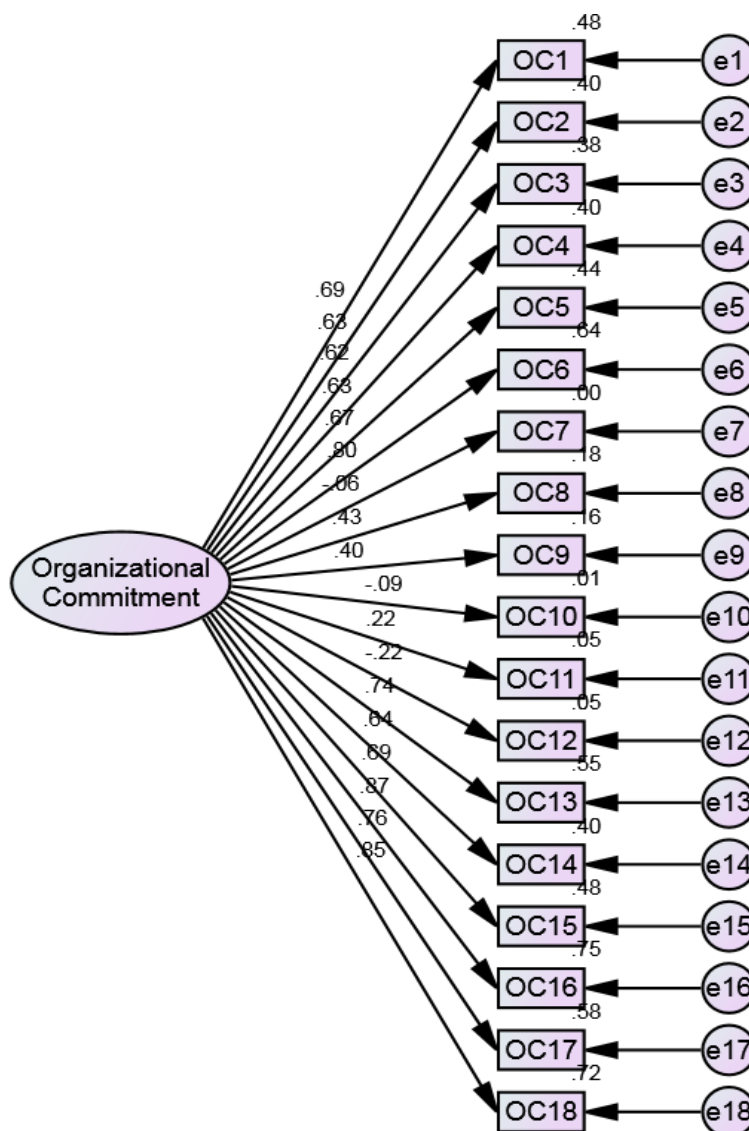 .48
OC1
e1
.40
OC2
e2
.38
OC3
e3
.40
OC4
e4
.44
OC5
e5
.64
OC6
e6
.00
OC7
e7
.18
OC8
e8
.16
OC9
e9
.01
OC10
e10
.05
OC11
e11
.05
OC12
e12
.55
OC13
e13
.40
OC14
e14
.48
OC15
e15
.75
OC16
e16
.58
OC17
e17
.72
OC18
e18
.69
.63
.62
.63
.67
.80
-.06
.43
.40
-.09
.22
-.22
.74
.64
.69
.87
.76
.85
Organizational
Commitment